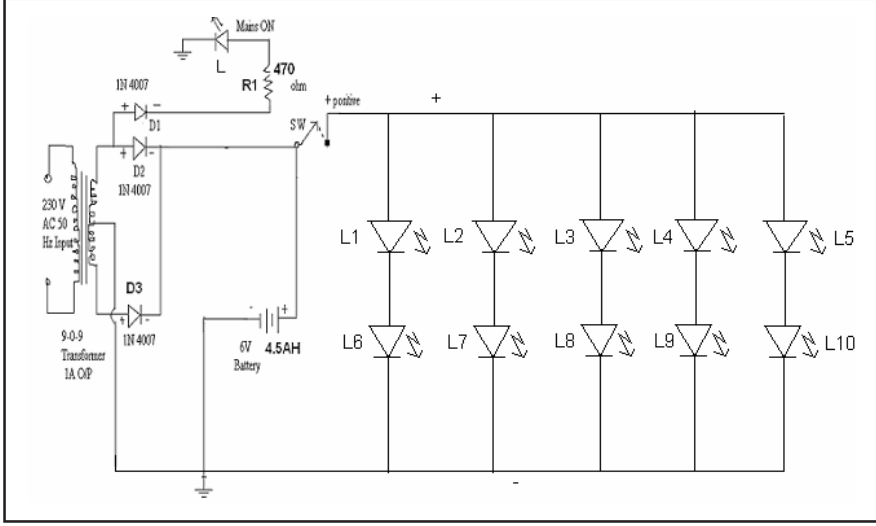 Mains ON
L
470
R1
ohm
1N 4007
+ -
D1
+ positive
+
SW
+ -
D2
1N 4007
230 V
AC 50
Hz Input
D3
+ -
1N 4007
9-0-9
Transformer
1A O/P
- +
6V
Battery
4.5AH
L1
L2
L3
L4
L5
L6
L7
L8
L9
L10
-